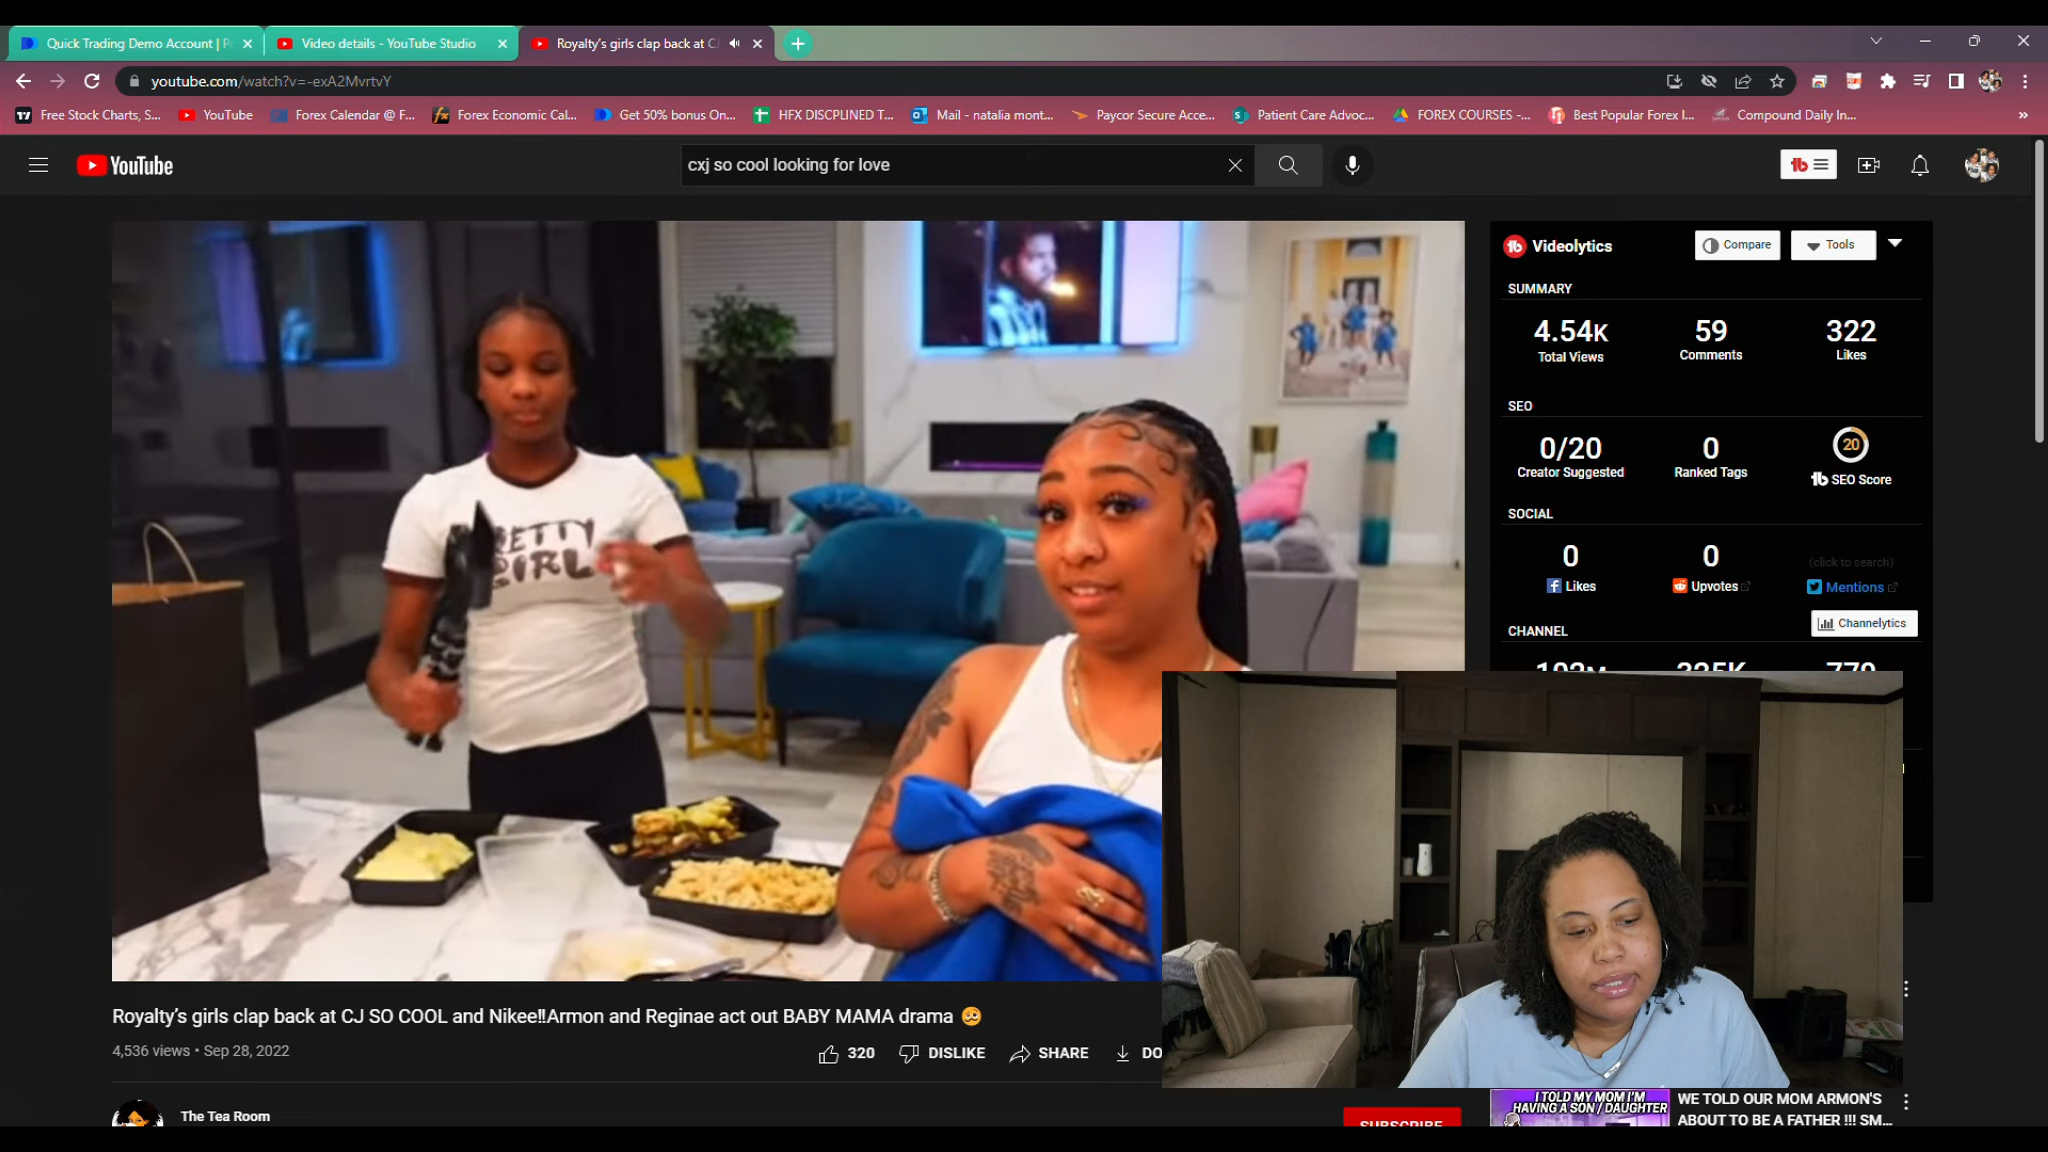 Quick Trading Demo Account | P
Video details - YouTube Studio
Royalty's girls clap back at C
youtube.com/watch?v=-exA2MvrtvY
Free Stock Charts, S...
YouTube
Forex Calendar @ F...
Forex Economic Cal...
Get 50% bonus On...
HFX DISCPLINED T...
Mail - natalia mont...
Paycor Secure Acce...
Patient Care Advoc...
FOREX COURSES -...
Best Popular Forex I...
Compound Daily In...
YouTube
cxj so cool looking for love
Videolytics
Compare
Tools
SUMMARY
4.54K 59 322
Total Views Comments Likes
SEO
0/20 0 20
Creator Suggested Ranked Tags SEO Score
SOCIAL
0 0 (click to search)
Likes Upvotes Mentions
CHANNEL
Channelytics
PRETTY
GIRL
Royalty's girls clap back at CJ SO COOL and Nikee!!Armon and Reginae act out BABY MAMA drama 🥺
4,536 views • Sep 28, 2022
320 DISLIKE SHARE DO
The Tea Room
SUBSCRIBE
I TOLD MY MOM I'M
HAVING A SON / DAUGHTER
WE TOLD OUR MOM ARMON'S
ABOUT TO BE A FATHER !!! SM...